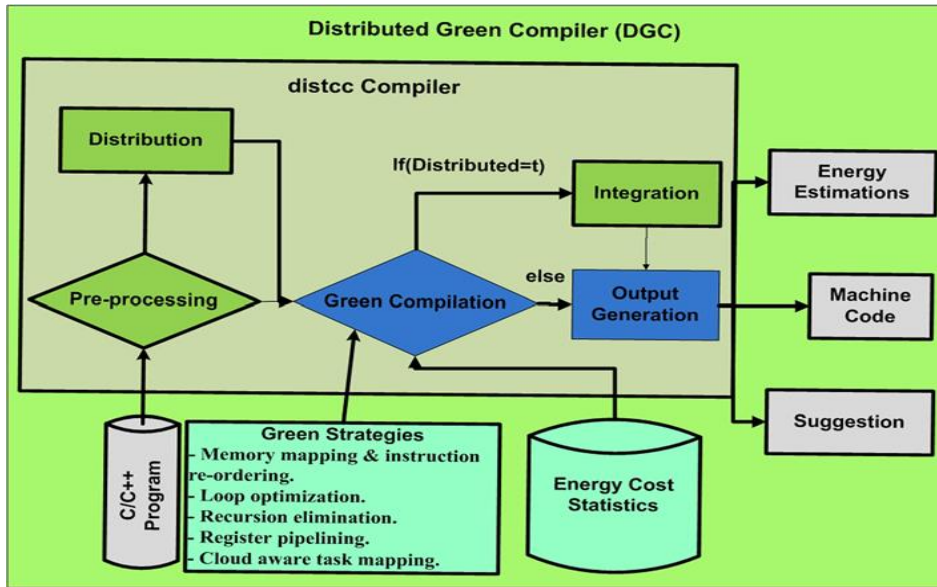 Distributed Green Compiler (DGC)
distcc Compiler
Distribution
If(Distributed=t)
Integration
Energy
Estimations
Pre-processing
Green Compilation
else
Output
Generation
Machine
Code
C/C++
Program
Green Strategies
- Memory mapping & instruction
re-ordering.
- Loop optimization.
- Recursion elimination.
- Register pipelining.
- Cloud aware task mapping.
Energy Cost
Statistics
Suggestion